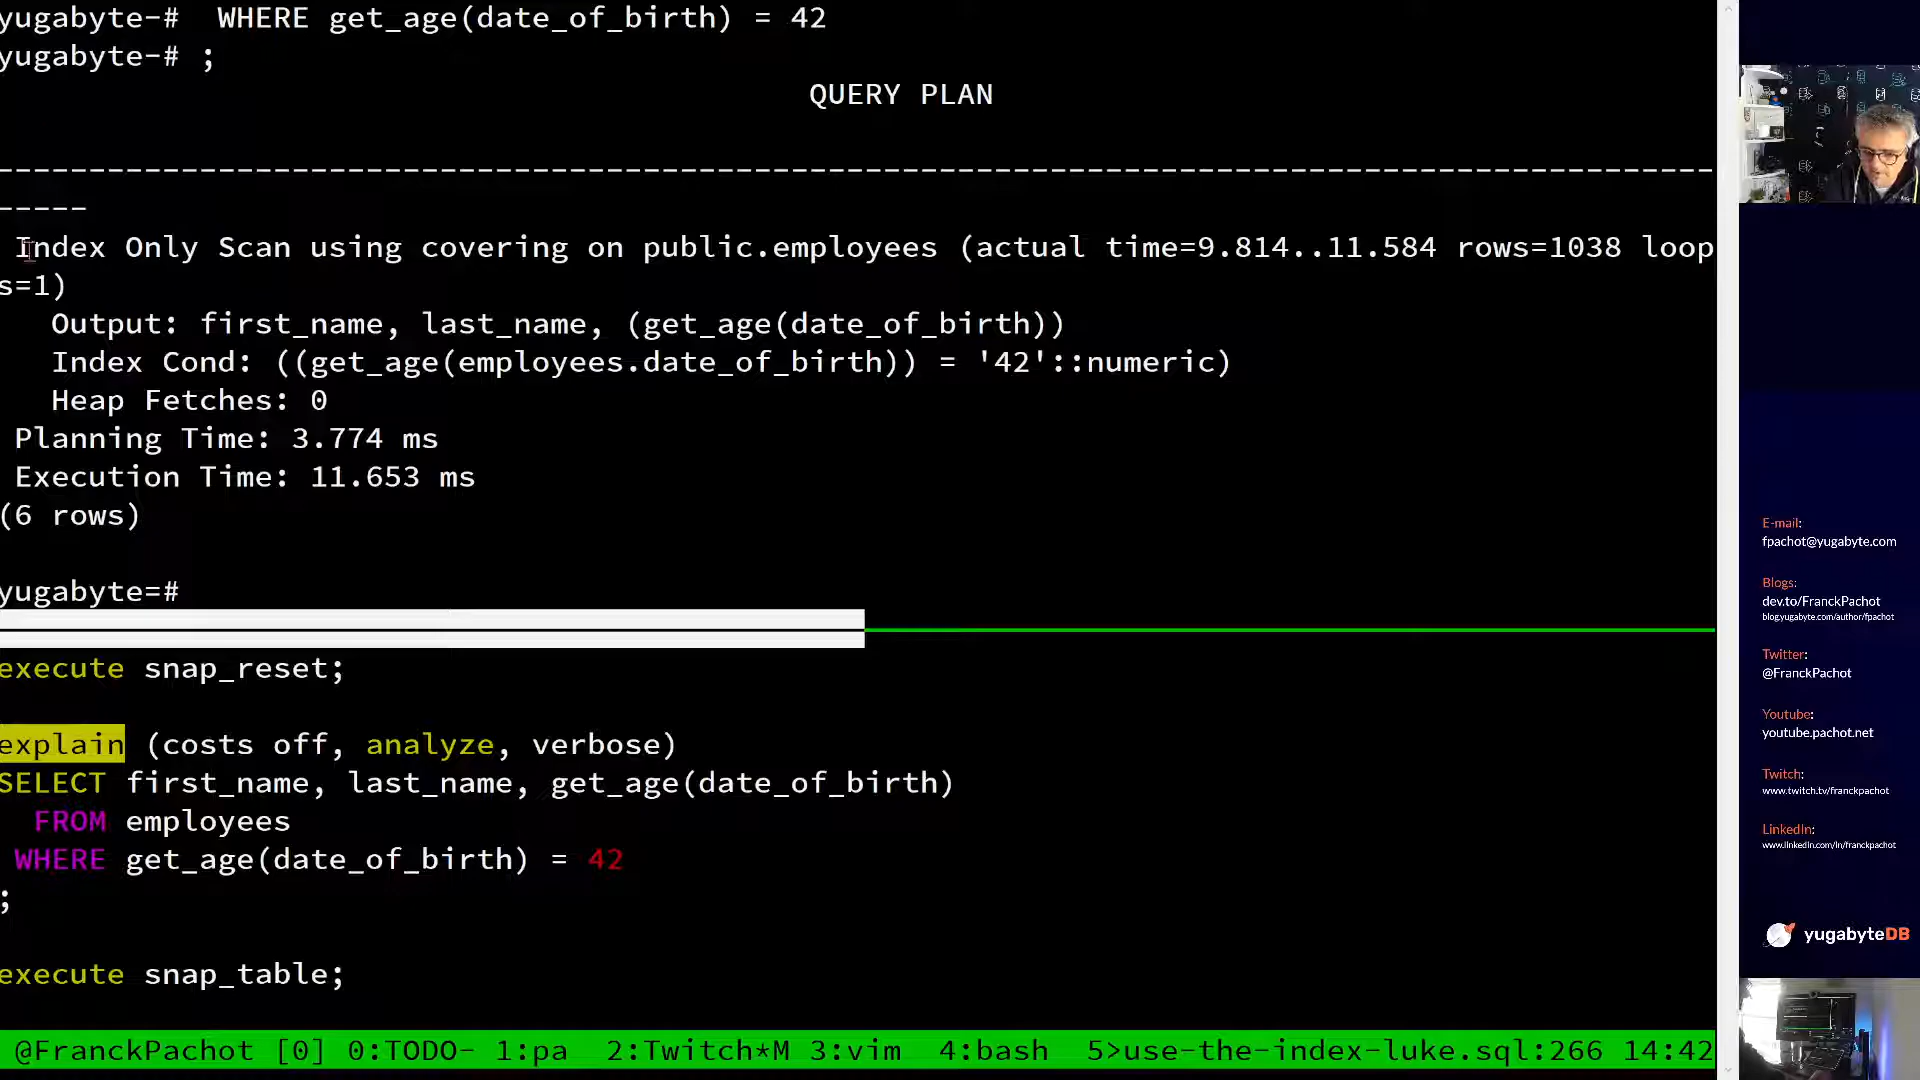 yugabyte-#  WHERE get_age(date_of_birth) = 42
yugabyte-# ;
QUERY PLAN
---------------------------------------------------------------------------------------------
-----
Index Only Scan using covering on public.employees (actual time=9.814..11.584 rows=1038 loop
s=1)
Output: first_name, last_name, (get_age(date_of_birth))
Index Cond: ((get_age(employees.date_of_birth)) = '42'::numeric)
Heap Fetches: 0
Planning Time: 3.774 ms
Execution Time: 11.653 ms
(6 rows)
yugabyte=#
execute snap_reset;
explain (costs off, analyze, verbose)
SELECT first_name, last_name, get_age(date_of_birth)
FROM employees
WHERE get_age(date_of_birth) = 42
;
execute snap_table;
@FranckPachot [0] 0:TODO- 1:pa  2:Twitch*M 3:vim  4:bash  5>use-the-index-luke.sql:266 14:42
E-mail:
fpachot@yugabyte.com
Blogs:
dev.to/FranckPachot
blog.yugabyte.com/author/fpachot
Twitter:
@FranckPachot
Youtube:
youtube.pachot.net
Twitch:
www.twitch.tv/franckpachot
LinkedIn:
www.linkedin.com/in/franckpachot
yugabyteDB